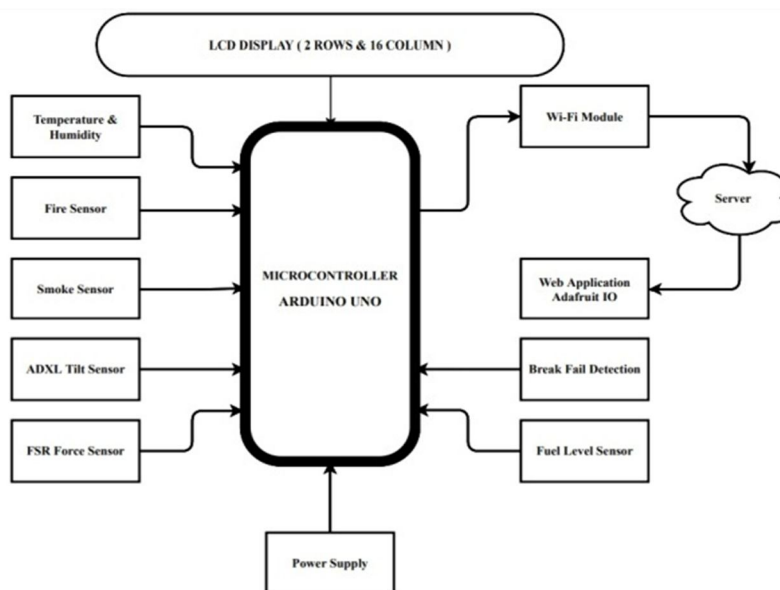 LCD DISPLAY ( 2 ROWS & 16 COLUMN )
Temperature &
Humidity
Fire Sensor
Smoke Sensor
ADXL Tilt Sensor
FSR Force Sensor
MICROCONTROLLER
ARDUINO UNO
Wi-Fi Module
Server
Web Application
Adafruit IO
Break Fail Detection
Fuel Level Sensor
Power Supply